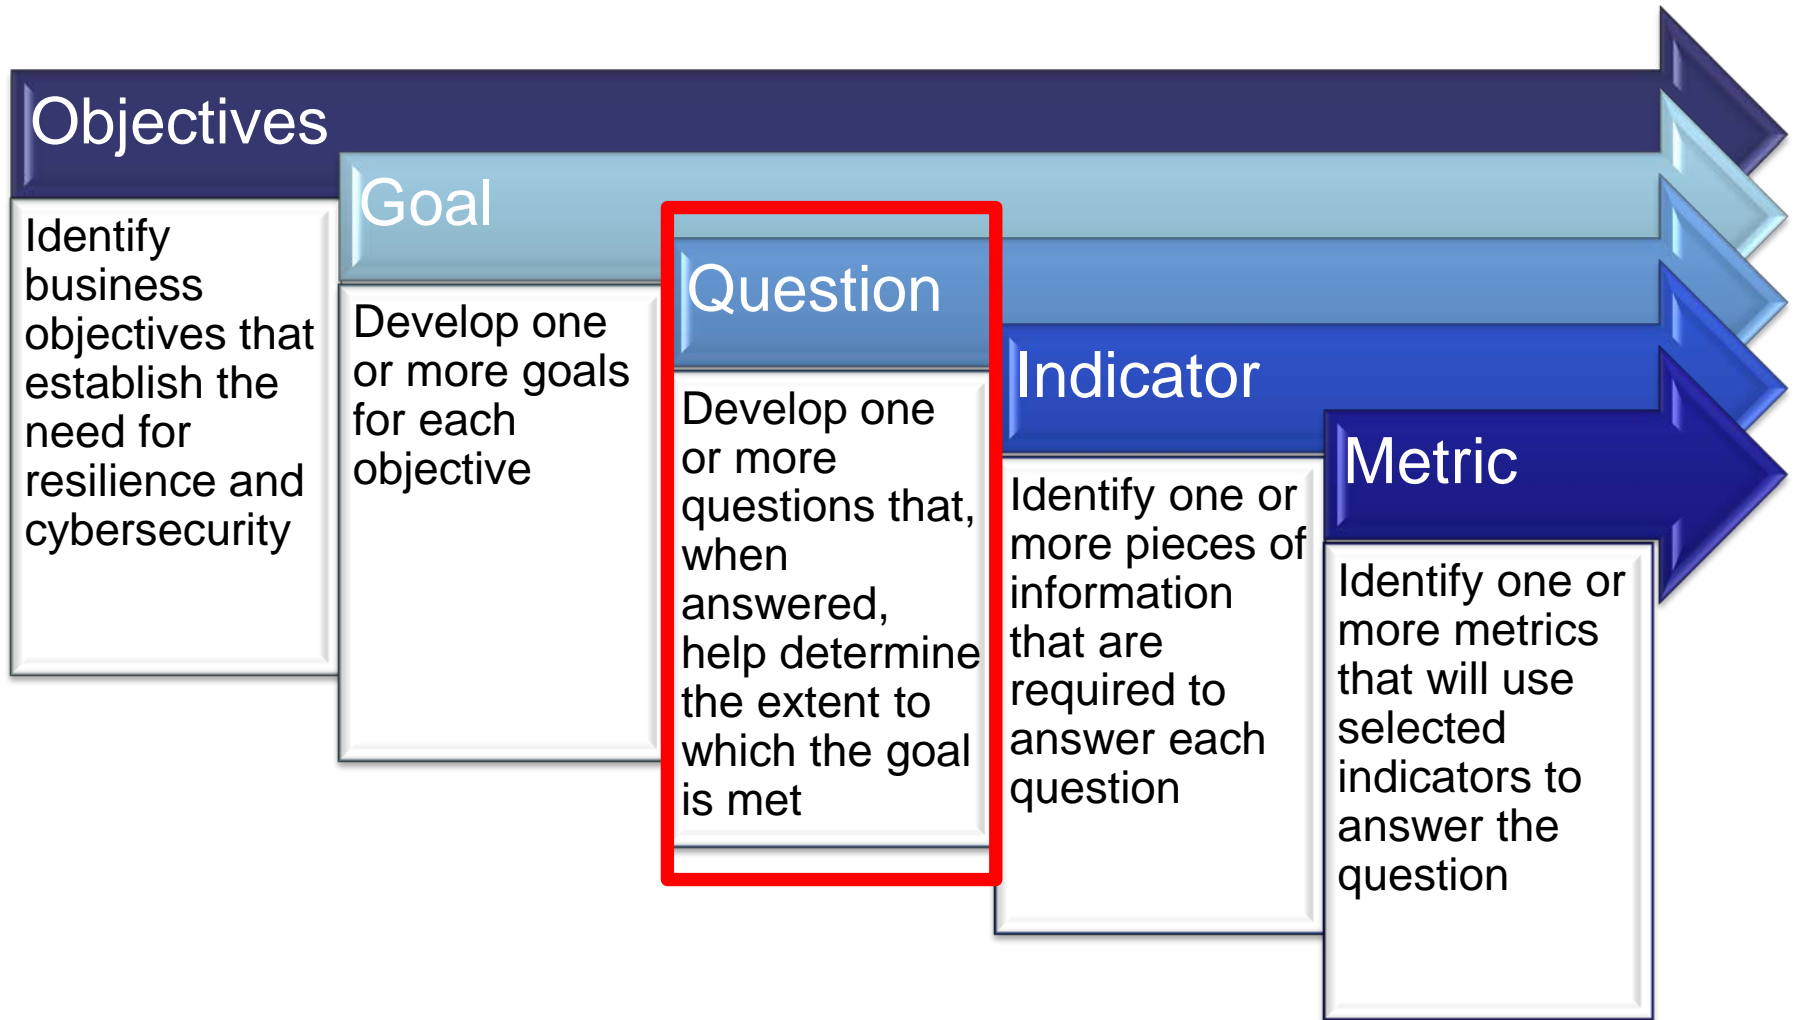 Objectives
Identify
business
objectives that
establish the
need for
resilience and
cybersecurity
Goal
Develop one
or more goals
for each
objective
Question
Develop one
or more
questions that,
when
answered,
help determine
the extent to
which the goal
is met
Indicator
Identify one or
more pieces of
information
that are
required to
answer each
question
Metric
Identify one or
more metrics
that will use
selected
indicators to
answer the
question